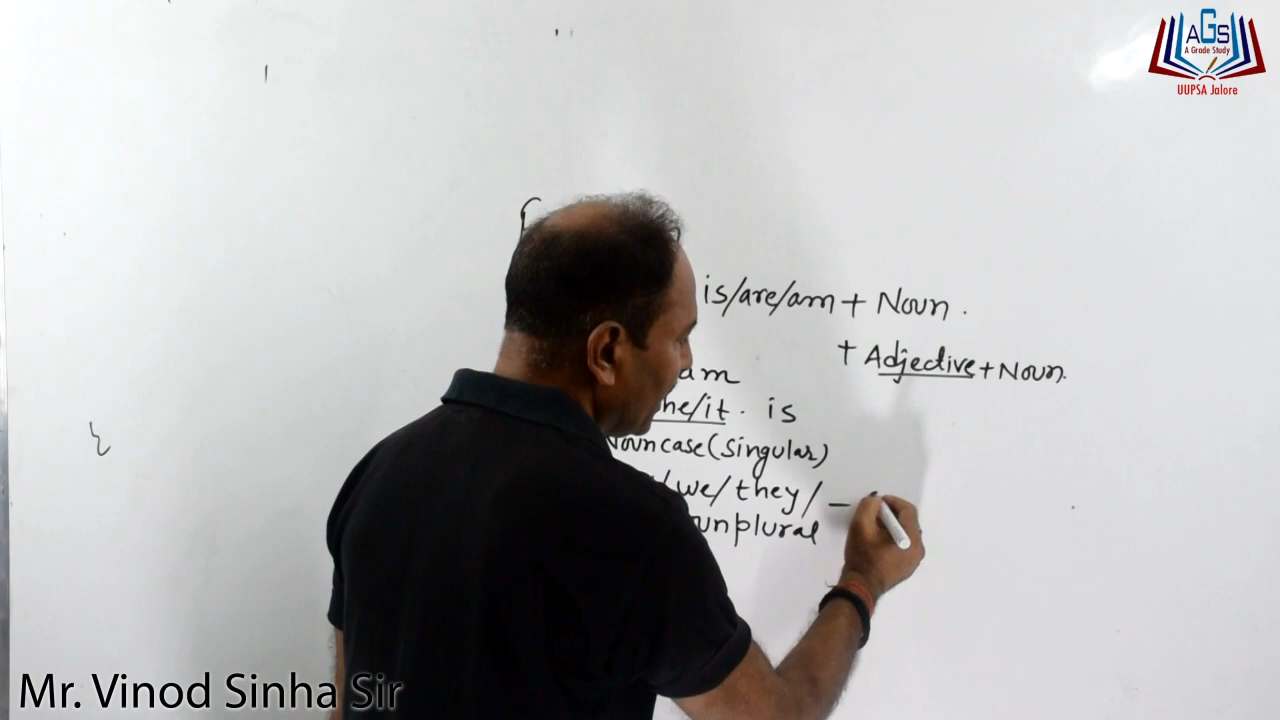 AGS
A Grade Study
UUPSA Jalore
is/are/am + Noun.
+ Adjective + Noun.
am
he/it. is
Noun case (singular)
/we/they/ —
plural
Mr. Vinod Sinha Sir